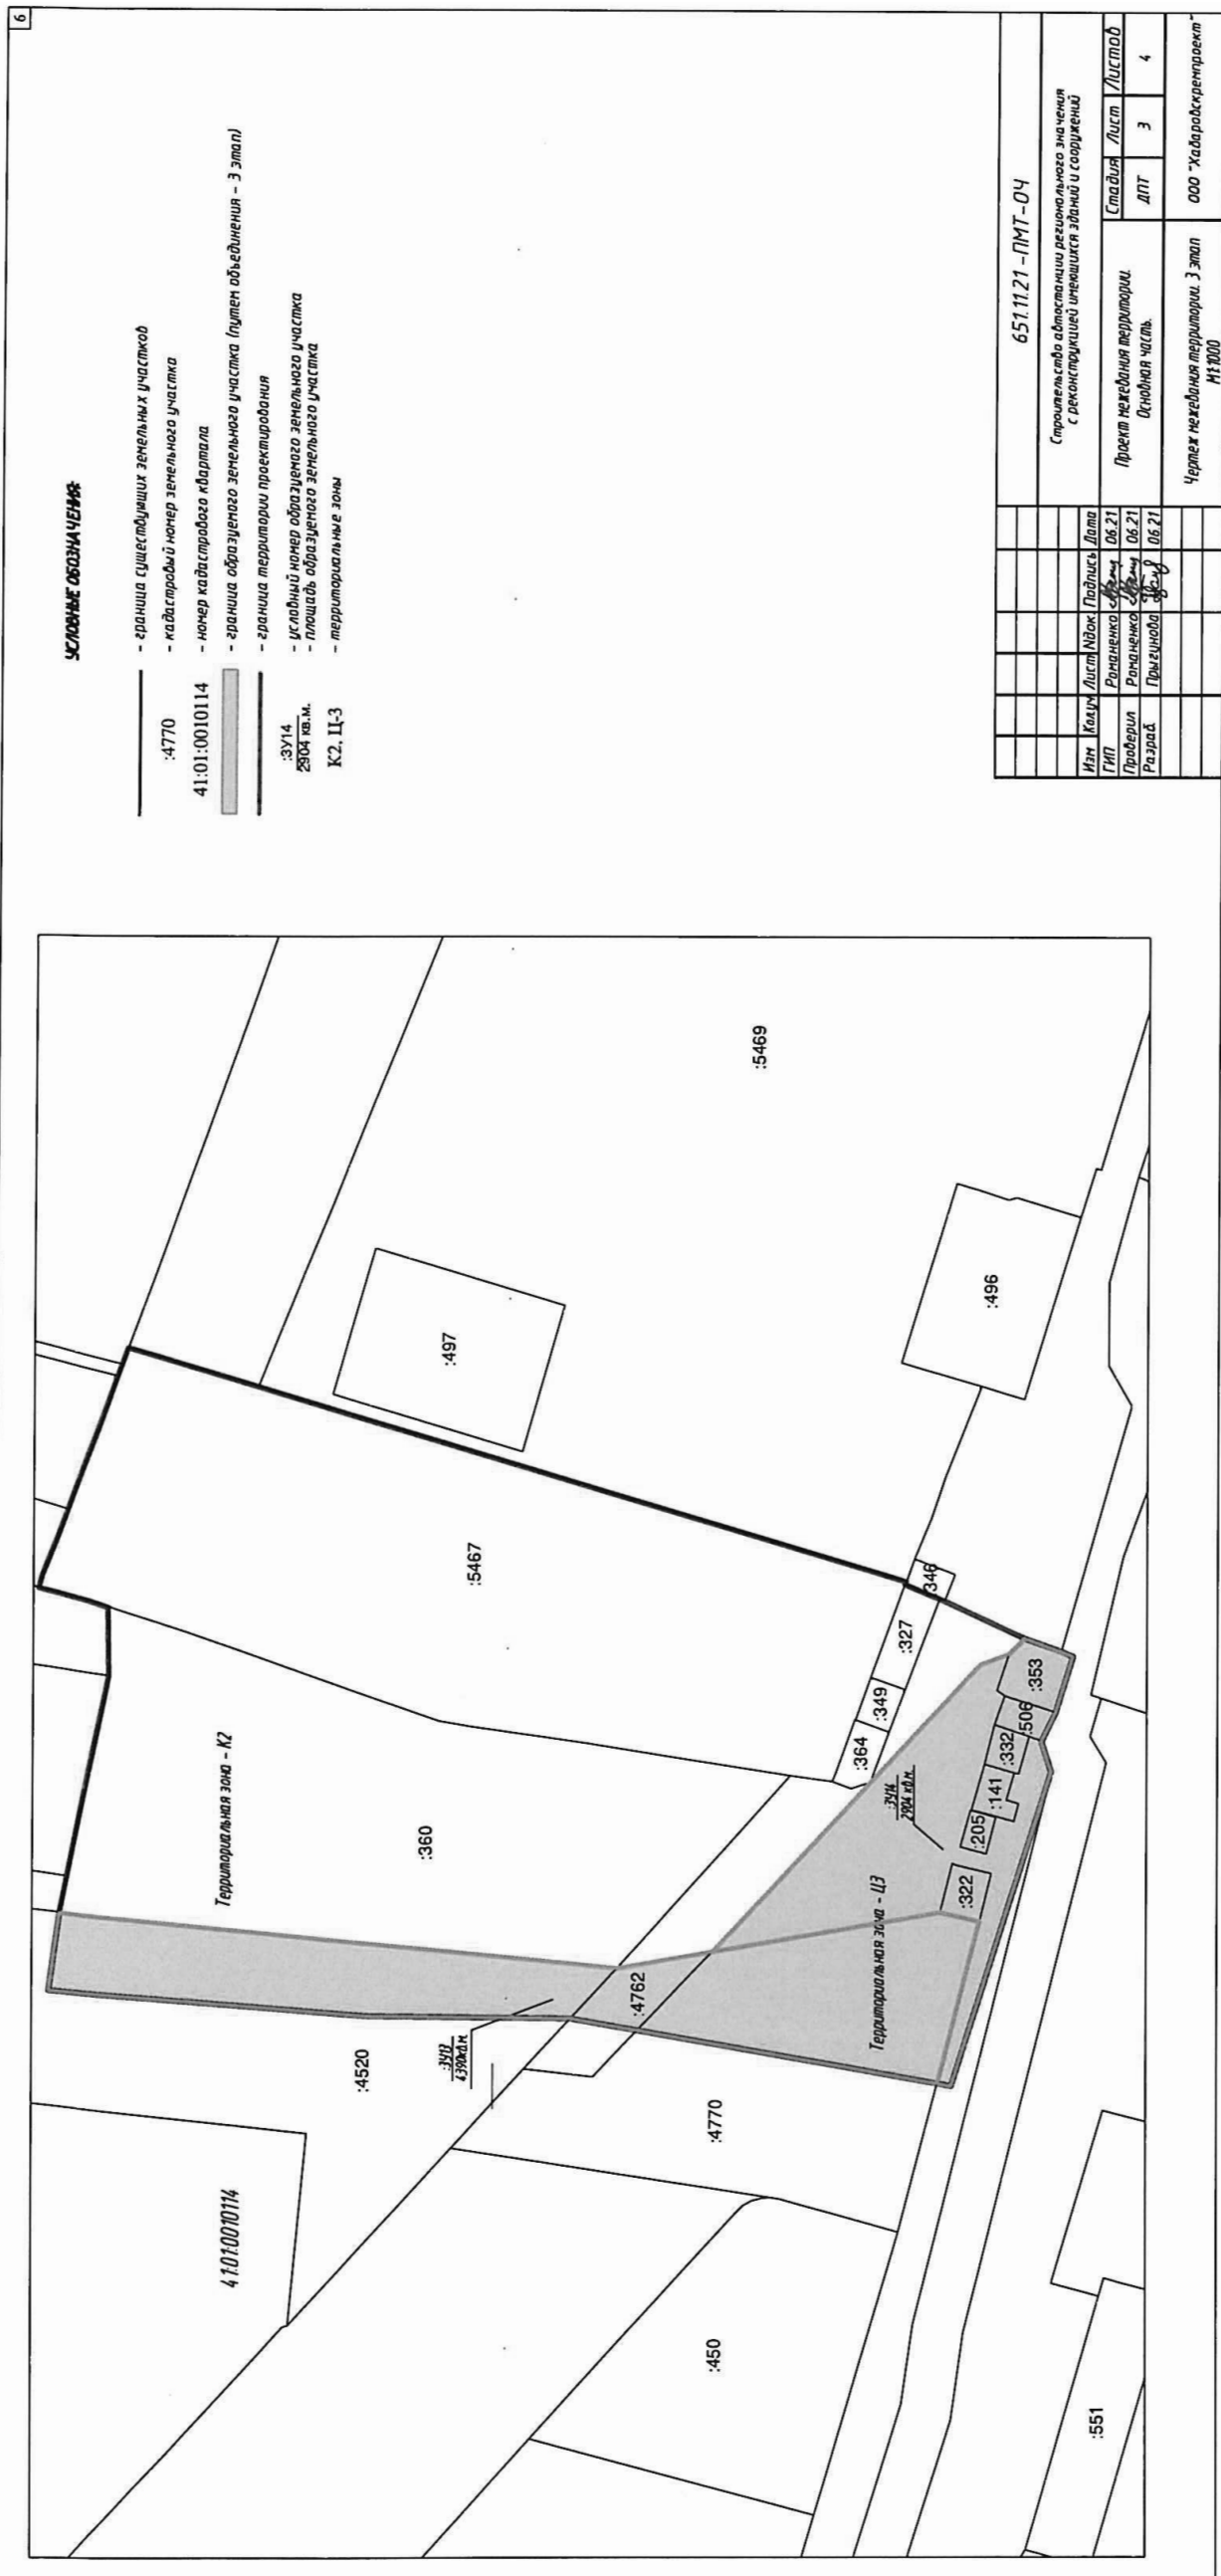 6
УСЛОВНЫЕ ОБОЗНАЧЕНИЯ:
- граница существующих земельных участков
:4770 - кадастровый номер земельного участка
41:01:0010114 - номер кадастрового квартала
- граница образуемого земельного участка (путем объединения - 3 этап)
- граница территории проектирования
:ЗУ14 - условный номер образуемого земельного участка
2904 кв.м. - площадь образуемого земельного участка
К2, Ц-3 - территориальные зоны
41:01:0010114
Территориальная зона - К2
:4520
:360
:5467
:497
:5469
:ЗУ13
4390кв.м.
:4762
:4770
:450
:551
Территориальная зона - Ц3
:ЗУ14
2904 кв.м.
:364
:349
:327
:346
:496
:322
:205
:141
:332
:506
:353
651.11.21 -ПМТ-ОЧ
Строительство автостанции регионального значения
с реконструкцией имеющихся зданий и сооружений
Изм Кол.уч Лист №док. Подпись Дата
ГИП Романенко 06.21
Проверил Романенко 06.21
Разраб. Прыгунова 06.21
Проект межевания территории.
Основная часть.
Стадия Лист Листов
ДПТ 3 4
Чертеж межевания территории. 3 этап
М1:1000
ООО "Хабаровскремпроект"